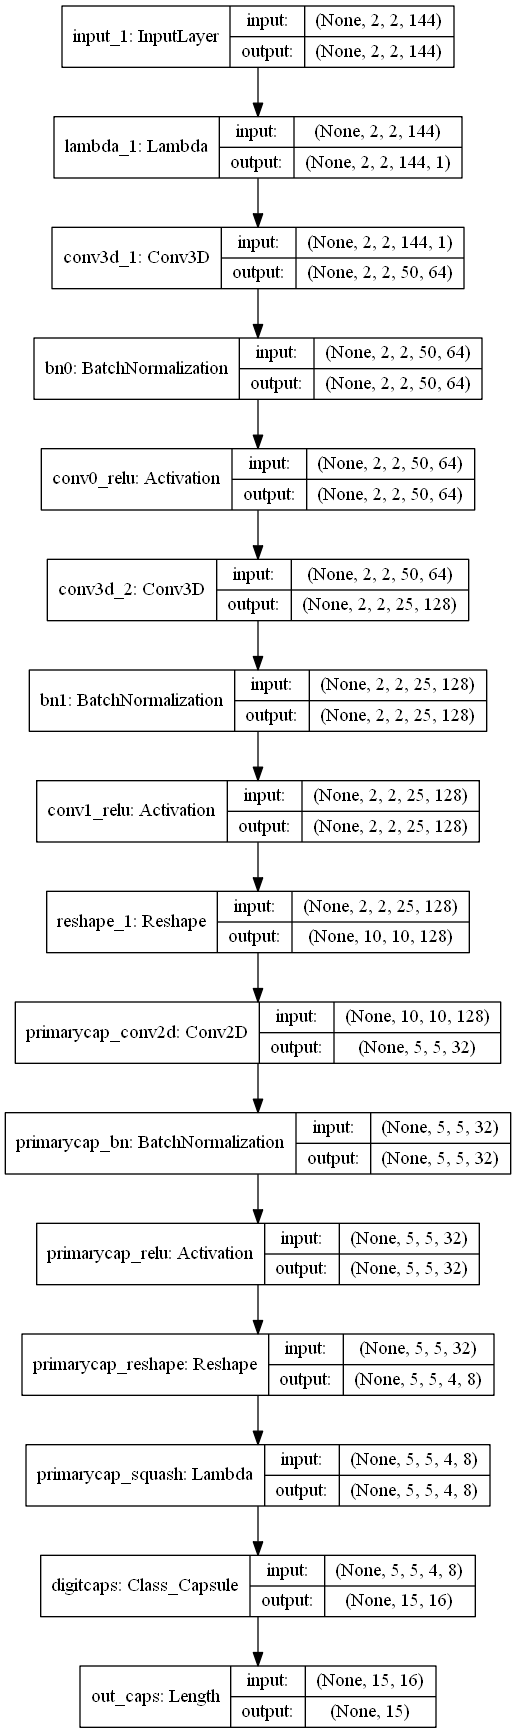 input_1: InputLayer
input:
(None, 2, 2, 144)
output:
(None, 2, 2, 144)
lambda_1: Lambda
input:
(None, 2, 2, 144)
output:
(None, 2, 2, 144, 1)
conv3d_1: Conv3D
input:
(None, 2, 2, 144, 1)
output:
(None, 2, 2, 50, 64)
bn0: BatchNormalization
input:
(None, 2, 2, 50, 64)
output:
(None, 2, 2, 50, 64)
conv0_relu: Activation
input:
(None, 2, 2, 50, 64)
output:
(None, 2, 2, 50, 64)
conv3d_2: Conv3D
input:
(None, 2, 2, 50, 64)
output:
(None, 2, 2, 25, 128)
bn1: BatchNormalization
input:
(None, 2, 2, 25, 128)
output:
(None, 2, 2, 25, 128)
conv1_relu: Activation
input:
(None, 2, 2, 25, 128)
output:
(None, 2, 2, 25, 128)
reshape_1: Reshape
input:
(None, 2, 2, 25, 128)
output:
(None, 10, 10, 128)
primarycap_conv2d: Conv2D
input:
(None, 10, 10, 128)
output:
(None, 5, 5, 32)
primarycap_bn: BatchNormalization
input:
(None, 5, 5, 32)
output:
(None, 5, 5, 32)
primarycap_relu: Activation
input:
(None, 5, 5, 32)
output:
(None, 5, 5, 32)
primarycap_reshape: Reshape
input:
(None, 5, 5, 32)
output:
(None, 5, 5, 4, 8)
primarycap_squash: Lambda
input:
(None, 5, 5, 4, 8)
output:
(None, 5, 5, 4, 8)
digitcaps: Class_Capsule
input:
(None, 5, 5, 4, 8)
output:
(None, 15, 16)
out_caps: Length
input:
(None, 15, 16)
output:
(None, 15)